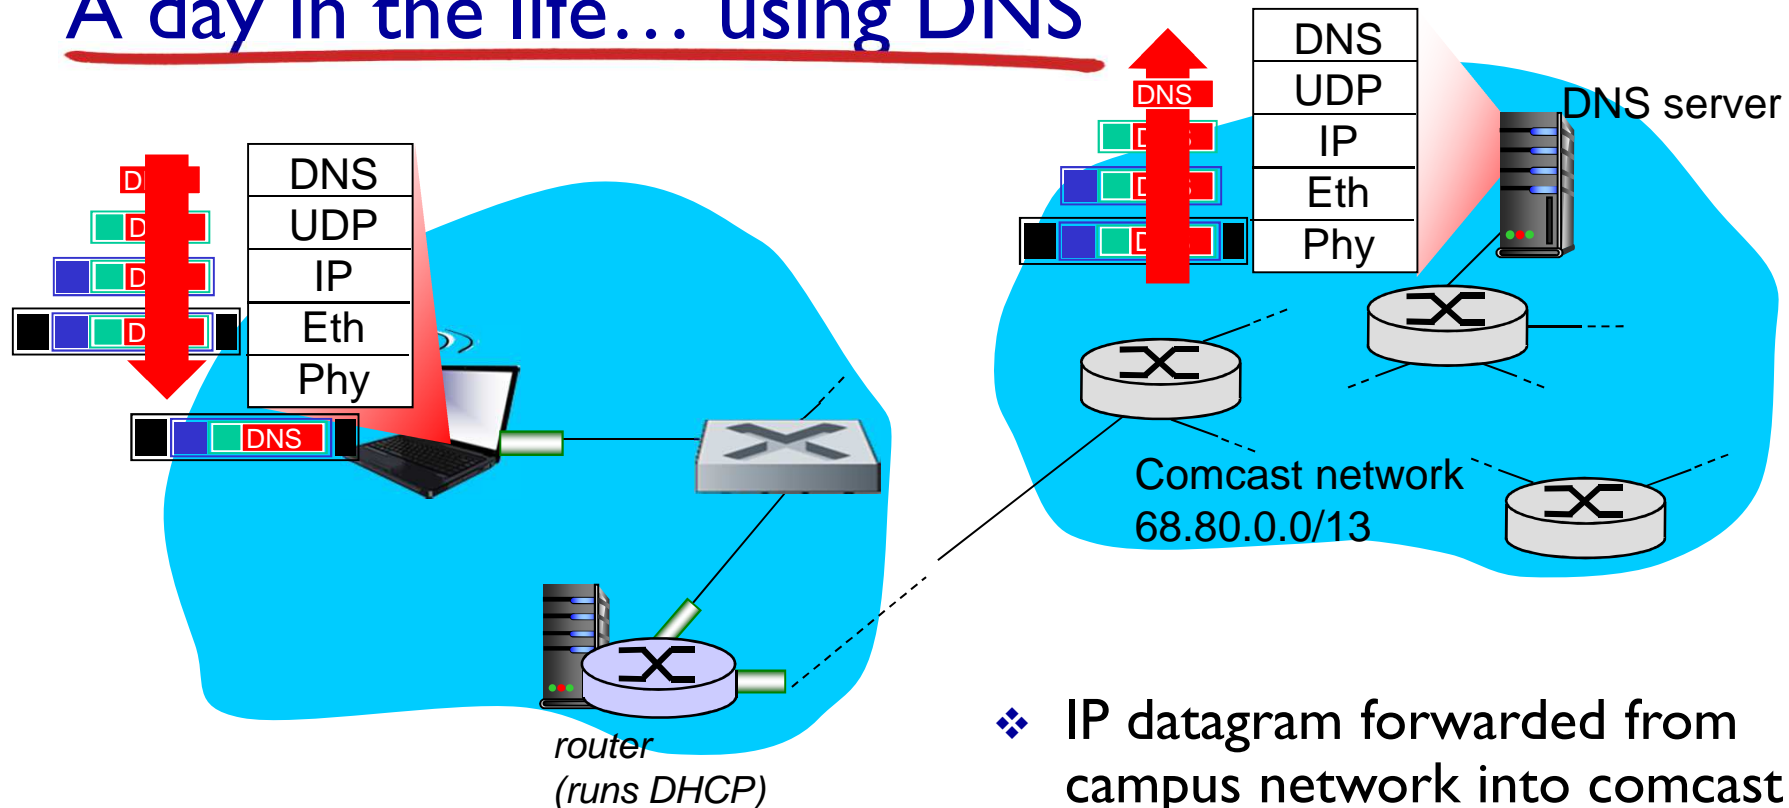 A day in the life… using DNS
DNS
UDP
IP
Eth
Phy
DNS
DNS
DNS
UDP
IP
Eth
Phy
DNS server
Comcast network
68.80.0.0/13
router
(runs DHCP)
❖ IP datagram forwarded from
campus network into comcast